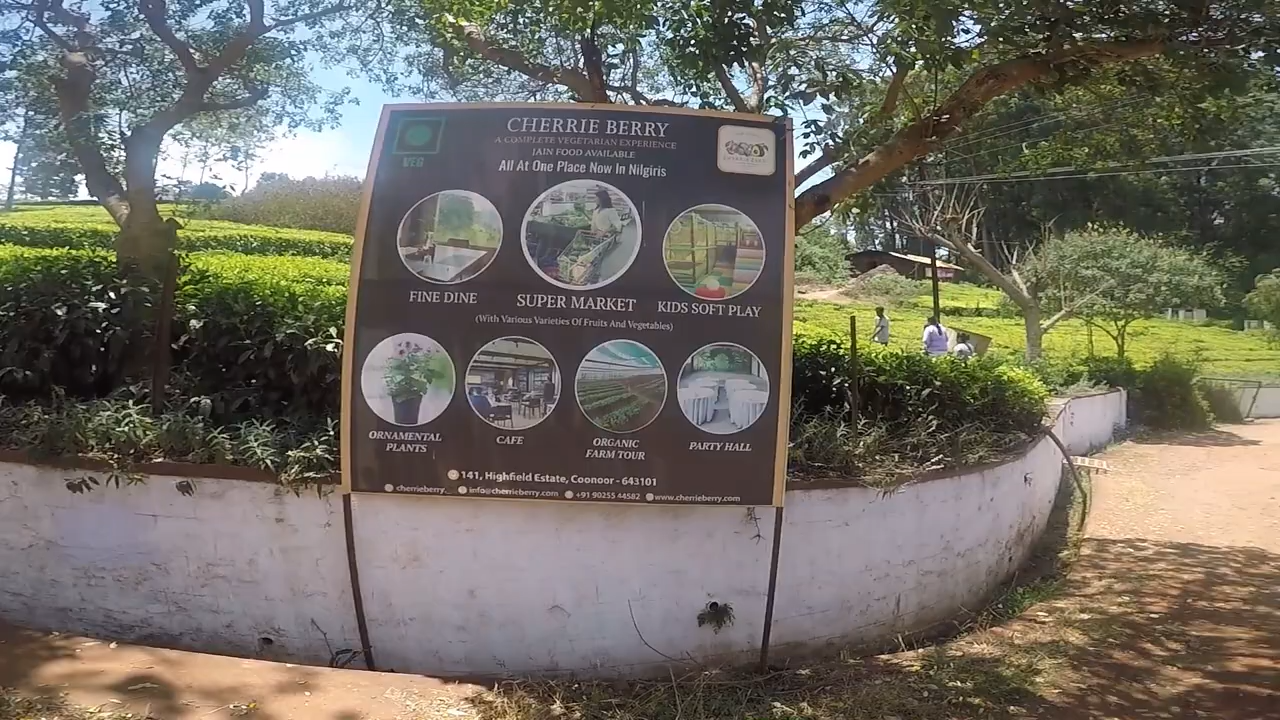 VEG
CHERRIE BERRY
A COMPLETE VEGETARIAN EXPERIENCE
JAIN FOOD AVAILABLE
All At One Place Now In Nilgiris
FINE DINE
SUPER MARKET
KIDS SOFT PLAY
(With Various Varieties Of Fruits And Vegetables)
ORNAMENTAL
PLANTS
CAFE
ORGANIC
FARM TOUR
PARTY HALL
141, Highfield Estate, Coonoor - 643101
cherrieberry. info@cherrieberry.com +91 90255 44582 www.cherrieberry.com